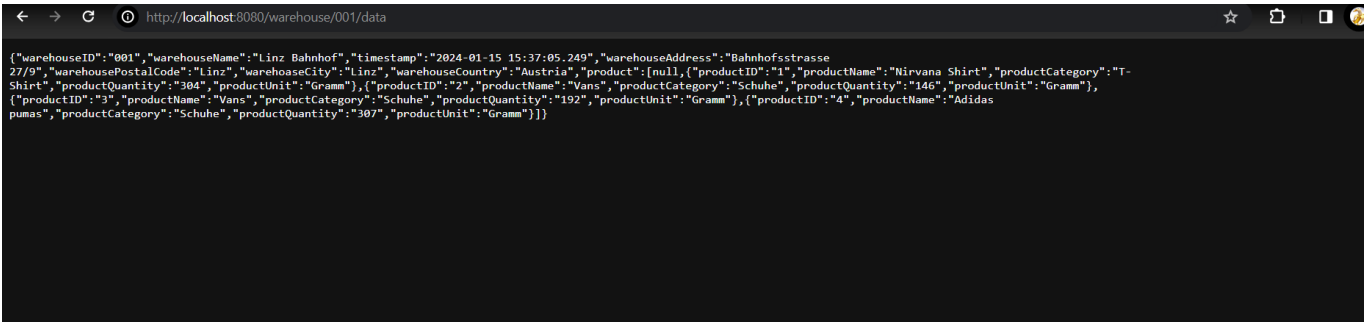 http://localhost:8080/warehouse/001/data
{"warehouseID":"001","warehouseName":"Linz Bahnhof","timestamp":"2024-01-15 15:37:05.249","warehouseAddress":"Bahnhofsstrasse
27/9","warehousePostalCode":"Linz","warehoaseCity":"Linz","warehouseCountry":"Austria","product":[null,{"productID":"1","productName":"Nirvana Shirt","productCategory":"T-
Shirt","productQuantity":"304","productUnit":"Gramm"},{"productID":"2","productName":"Vans","productCategory":"Schuhe","productQuantity":"146","productUnit":"Gramm"},
{"productID":"3","productName":"Vans","productCategory":"Schuhe","productQuantity":"192","productUnit":"Gramm"},{"productID":"4","productName":"Adidas
pumas","productCategory":"Schuhe","productQuantity":"307","productUnit":"Gramm"}]}